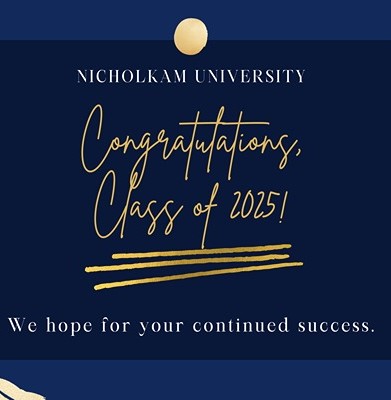 NICHOLKAM UNIVERSITY
Congratulations,
Class of 2025!
We hope for your continued success.